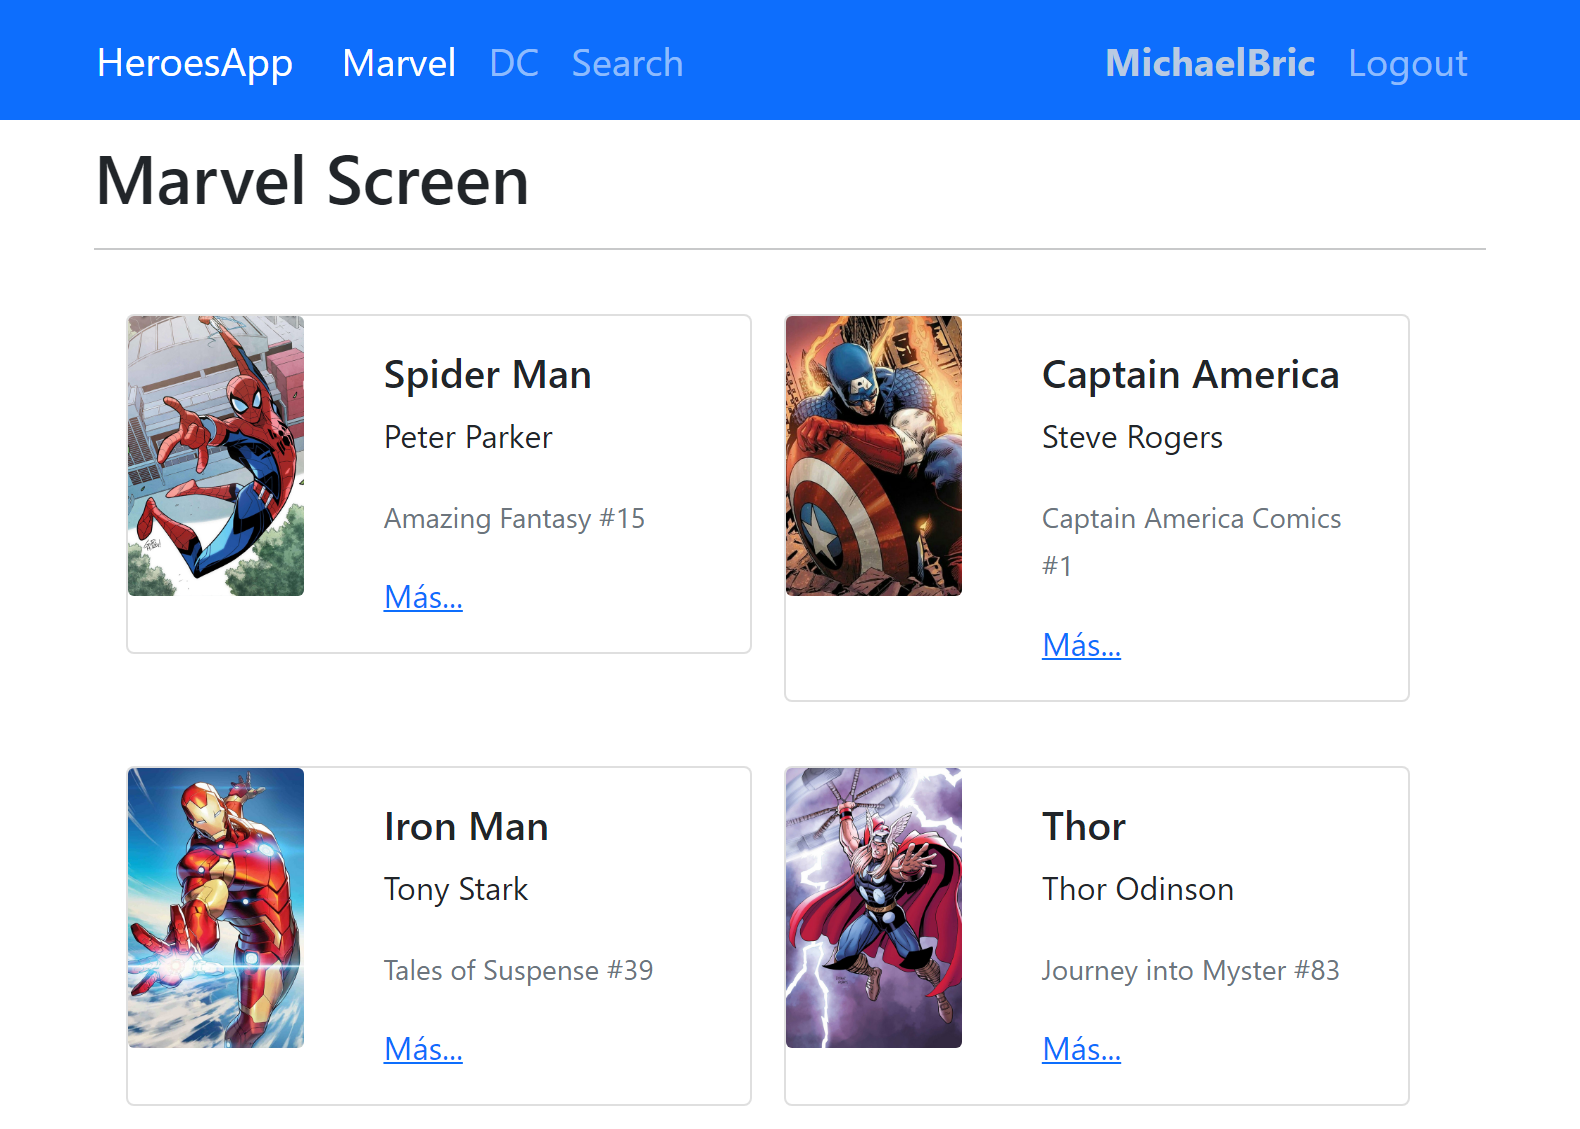 HeroesApp Marvel DC Search MichaelBric Logout
Marvel Screen
Spider Man
Peter Parker
Amazing Fantasy #15
Más...
Captain America
Steve Rogers
Captain America Comics
#1
Más...
Iron Man
Tony Stark
Tales of Suspense #39
Más...
Thor
Thor Odinson
Journey into Myster #83
Más...